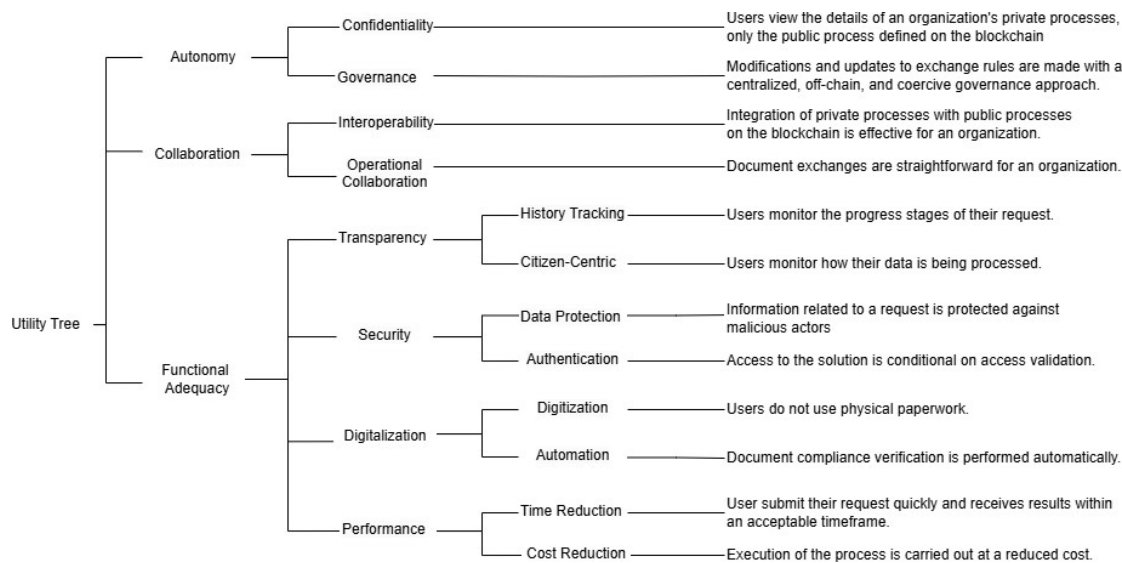 Confidentiality
Users view the details of an organization's private processes,
only the public process defined on the blockchain
Autonomy
Governance
Modifications and updates to exchange rules are made with a
centralized, off-chain, and coercive governance approach.
Interoperability
Integration of private processes with public processes
on the blockchain is effective for an organization.
Collaboration
Operational
Collaboration
Document exchanges are straightforward for an organization.
History Tracking
Users monitor the progress stages of their request.
Transparency
Citizen-Centric
Users monitor how their data is being processed.
Utility Tree
Data Protection
Information related to a request is protected against
malicious actors
Security
Authentication
Access to the solution is conditional on access validation.
Functional
Adequacy
Digitization
Users do not use physical paperwork.
Digitalization
Automation
Document compliance verification is performed automatically.
Time Reduction
User submit their request quickly and receives results within
an acceptable timeframe.
Performance
Cost Reduction
Execution of the process is carried out at a reduced cost.